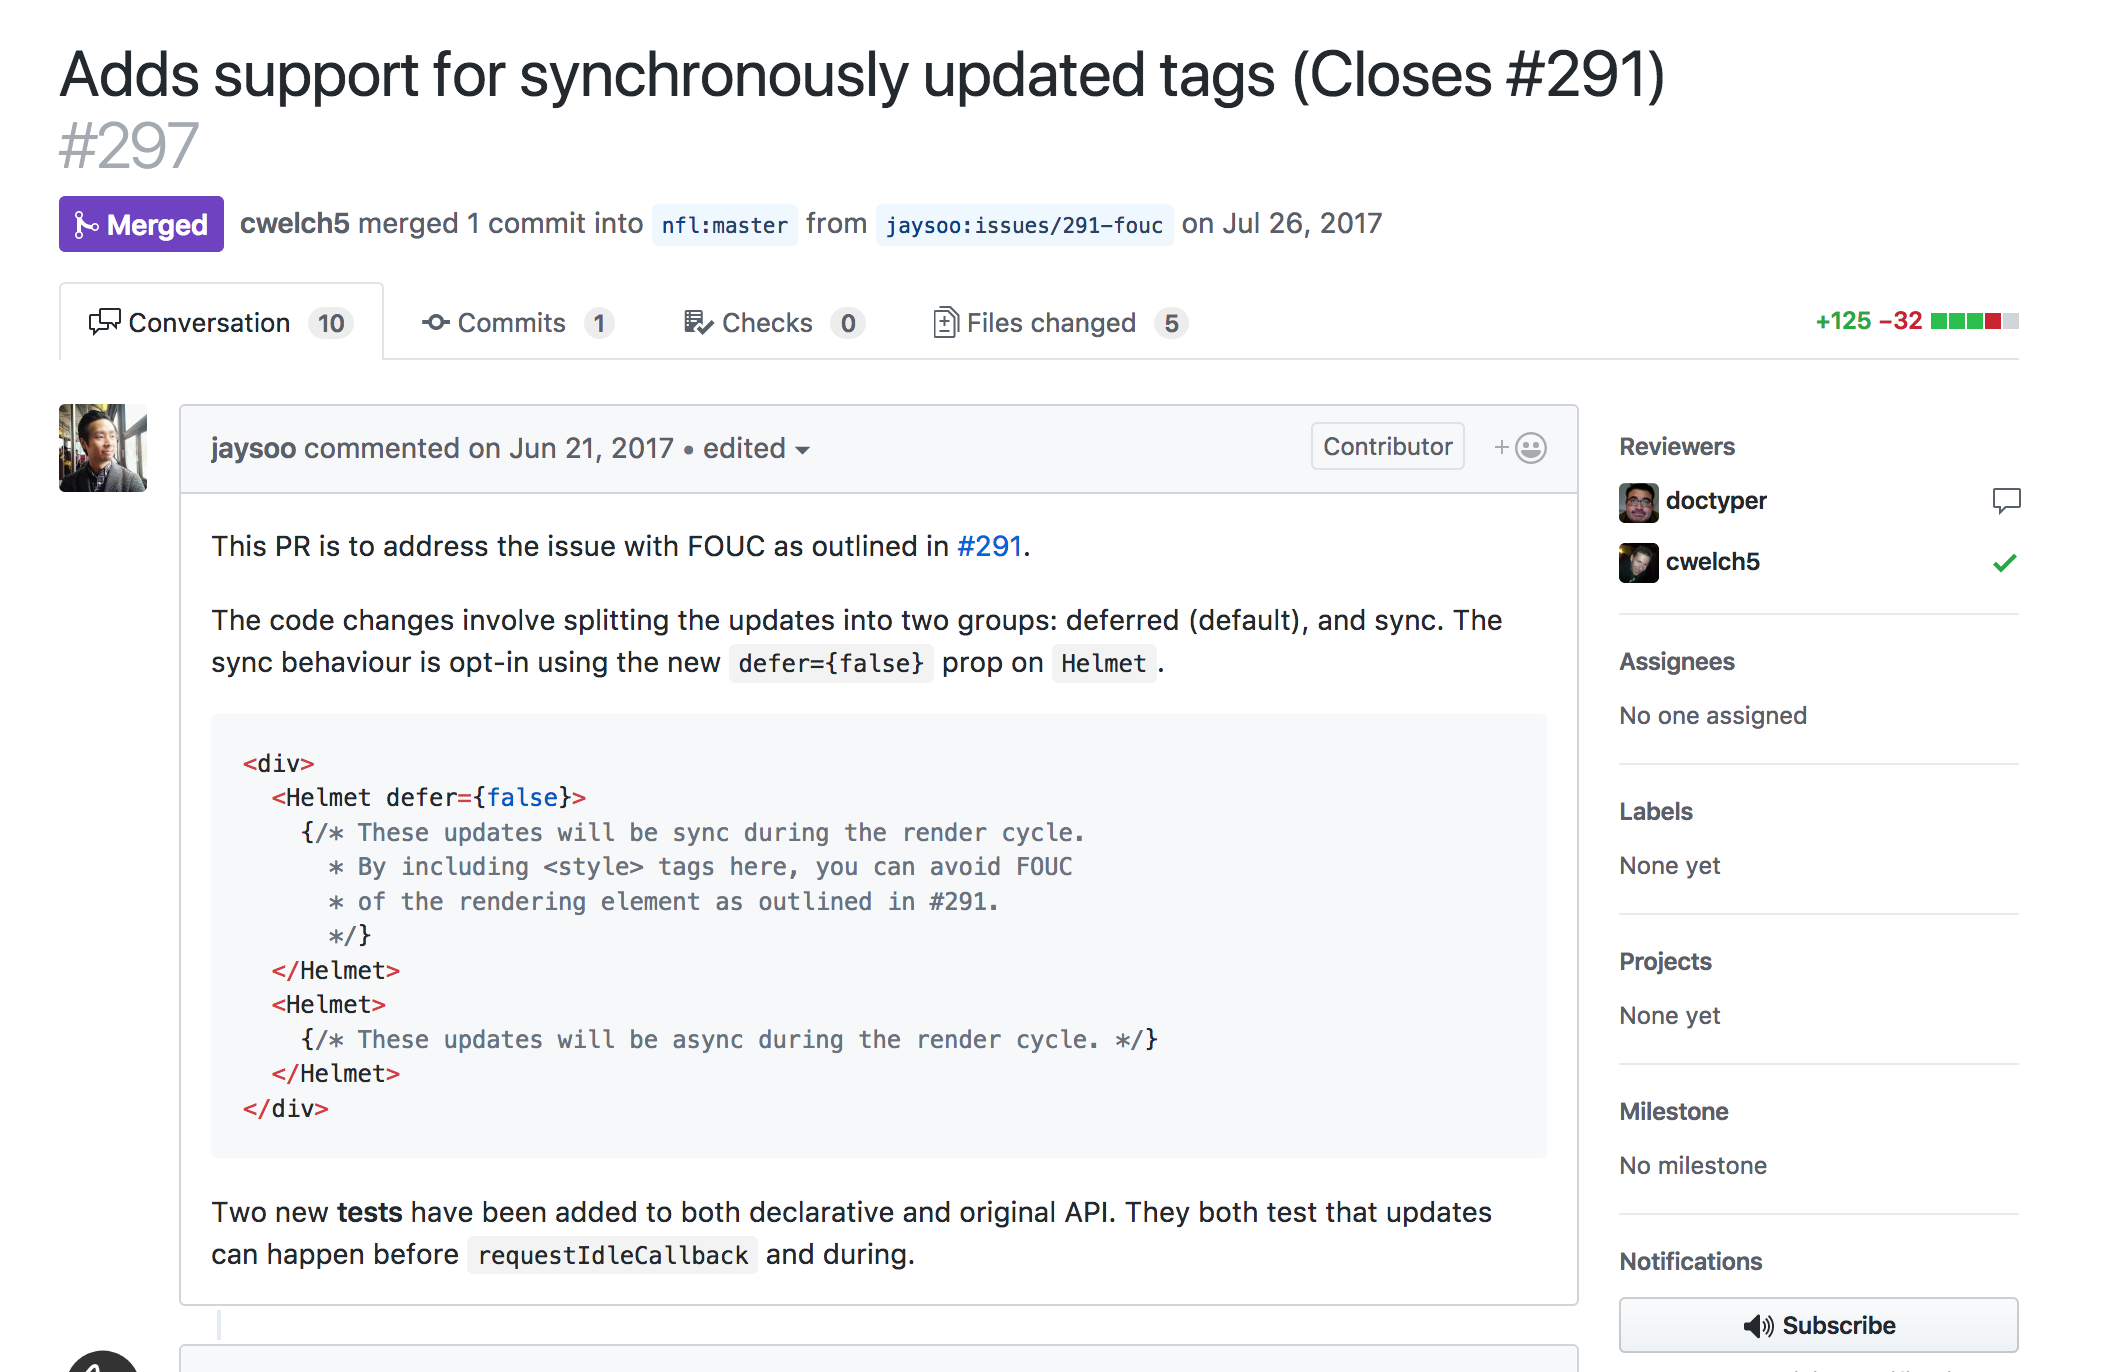 Adds support for synchronously updated tags (Closes #291)
#297
Merged cwelch5 merged 1 commit into nfl:master from jaysoo:issues/291-fouc on Jul 26, 2017
Conversation 10 Commits 1 Checks 0 Files changed 5 +125 −32
jaysoo commented on Jun 21, 2017 • edited Contributor +
This PR is to address the issue with FOUC as outlined in #291.
The code changes involve splitting the updates into two groups: deferred (default), and sync. The
sync behaviour is opt-in using the new defer={false} prop on Helmet.
<div>
  <Helmet defer={false}>
    {/* These updates will be sync during the render cycle.
      * By including <style> tags here, you can avoid FOUC
      * of the rendering element as outlined in #291.
      */}
  </Helmet>
  <Helmet>
    {/* These updates will be async during the render cycle. */}
  </Helmet>
</div>
Two new tests have been added to both declarative and original API. They both test that updates
can happen before requestIdleCallback and during.
Reviewers
doctyper
cwelch5
Assignees
No one assigned
Labels
None yet
Projects
None yet
Milestone
No milestone
Notifications
Subscribe